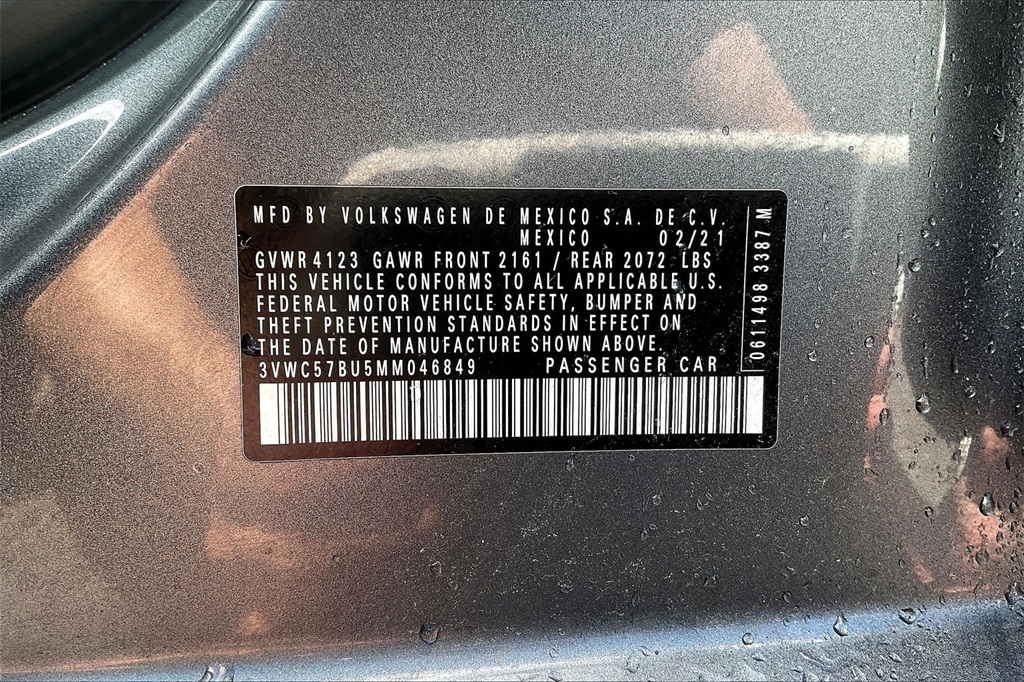 MFD BY VOLKSWAGEN DE MEXICO S.A. DE C.V.
MEXICO 02/21
GVWR 4123 GAWR FRONT 2161 / REAR 2072 LBS
THIS VEHICLE CONFORMS TO ALL APPLICABLE U.S.
FEDERAL MOTOR VEHICLE SAFETY, BUMPER AND
THEFT PREVENTION STANDARDS IN EFFECT ON
THE DATE OF MANUFACTURE SHOWN ABOVE.
3VWC57BU5MM046849 PASSENGER CAR
0611498 3387 M